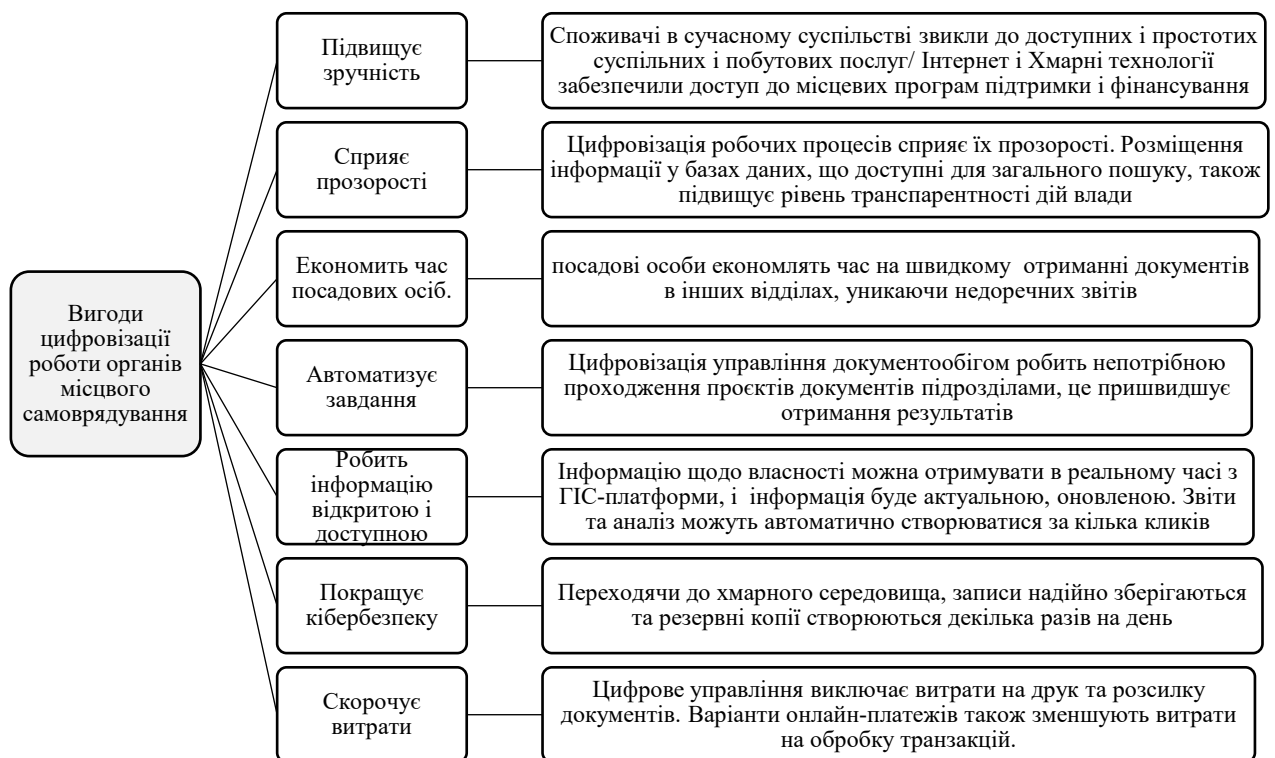 Вигоди
цифровізації
роботи органів
місцвого
самоврядування
Підвищує
зручність
Споживачі в сучасному суспільстві звикли до доступних і простотих
суспільних і побутових послуг/ Інтернет і Хмарні технології
забезпечили доступ до місцевих програм підтримки і фінансування
Сприяє
прозорості
Цифровізація робочих процесів сприяє їх прозорості. Розміщення
інформації у базах даних, що доступні для загального пошуку, також
підвищує рівень транспарентності дій влади
Економить час
посадових осіб.
посадові особи економлять час на швидкому отриманні документів
в інших відділах, уникаючи недоречних звітів
Автоматизує
завдання
Цифровізація управління документообігом робить непотрібною
проходження проєктів документів підрозділами, це пришвидшує
отримання результатів
Робить
інформацію
відкритою і
доступною
Інформацію щодо власності можна отримувати в реальному часі з
ГІС-платформи, і інформація буде актуальною, оновленою. Звіти
та аналіз можуть автоматично створюватися за кілька кликів
Покращує
кібербезпеку
Переходячи до хмарного середовища, записи надійно зберігаються
та резервні копії створюються декілька разів на день
Скорочує
витрати
Цифрове управління виключає витрати на друк та розсилку
документів. Варіанти онлайн-платежів також зменшують витрати
на обробку транзакцій.